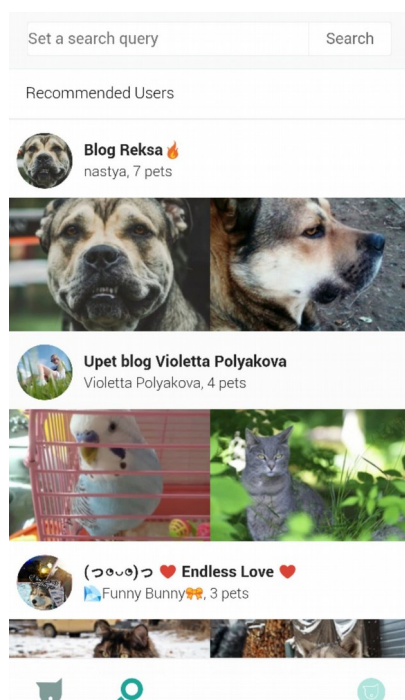 Set a search query
Search
Recommended Users
Blog Reksa🔥
nastya, 7 pets
Upet blog Violetta Polyakova
Violetta Polyakova, 4 pets
(つ◕◡◕)つ ♥ Endless Love ♥
💦Funny Bunny🎀, 3 pets